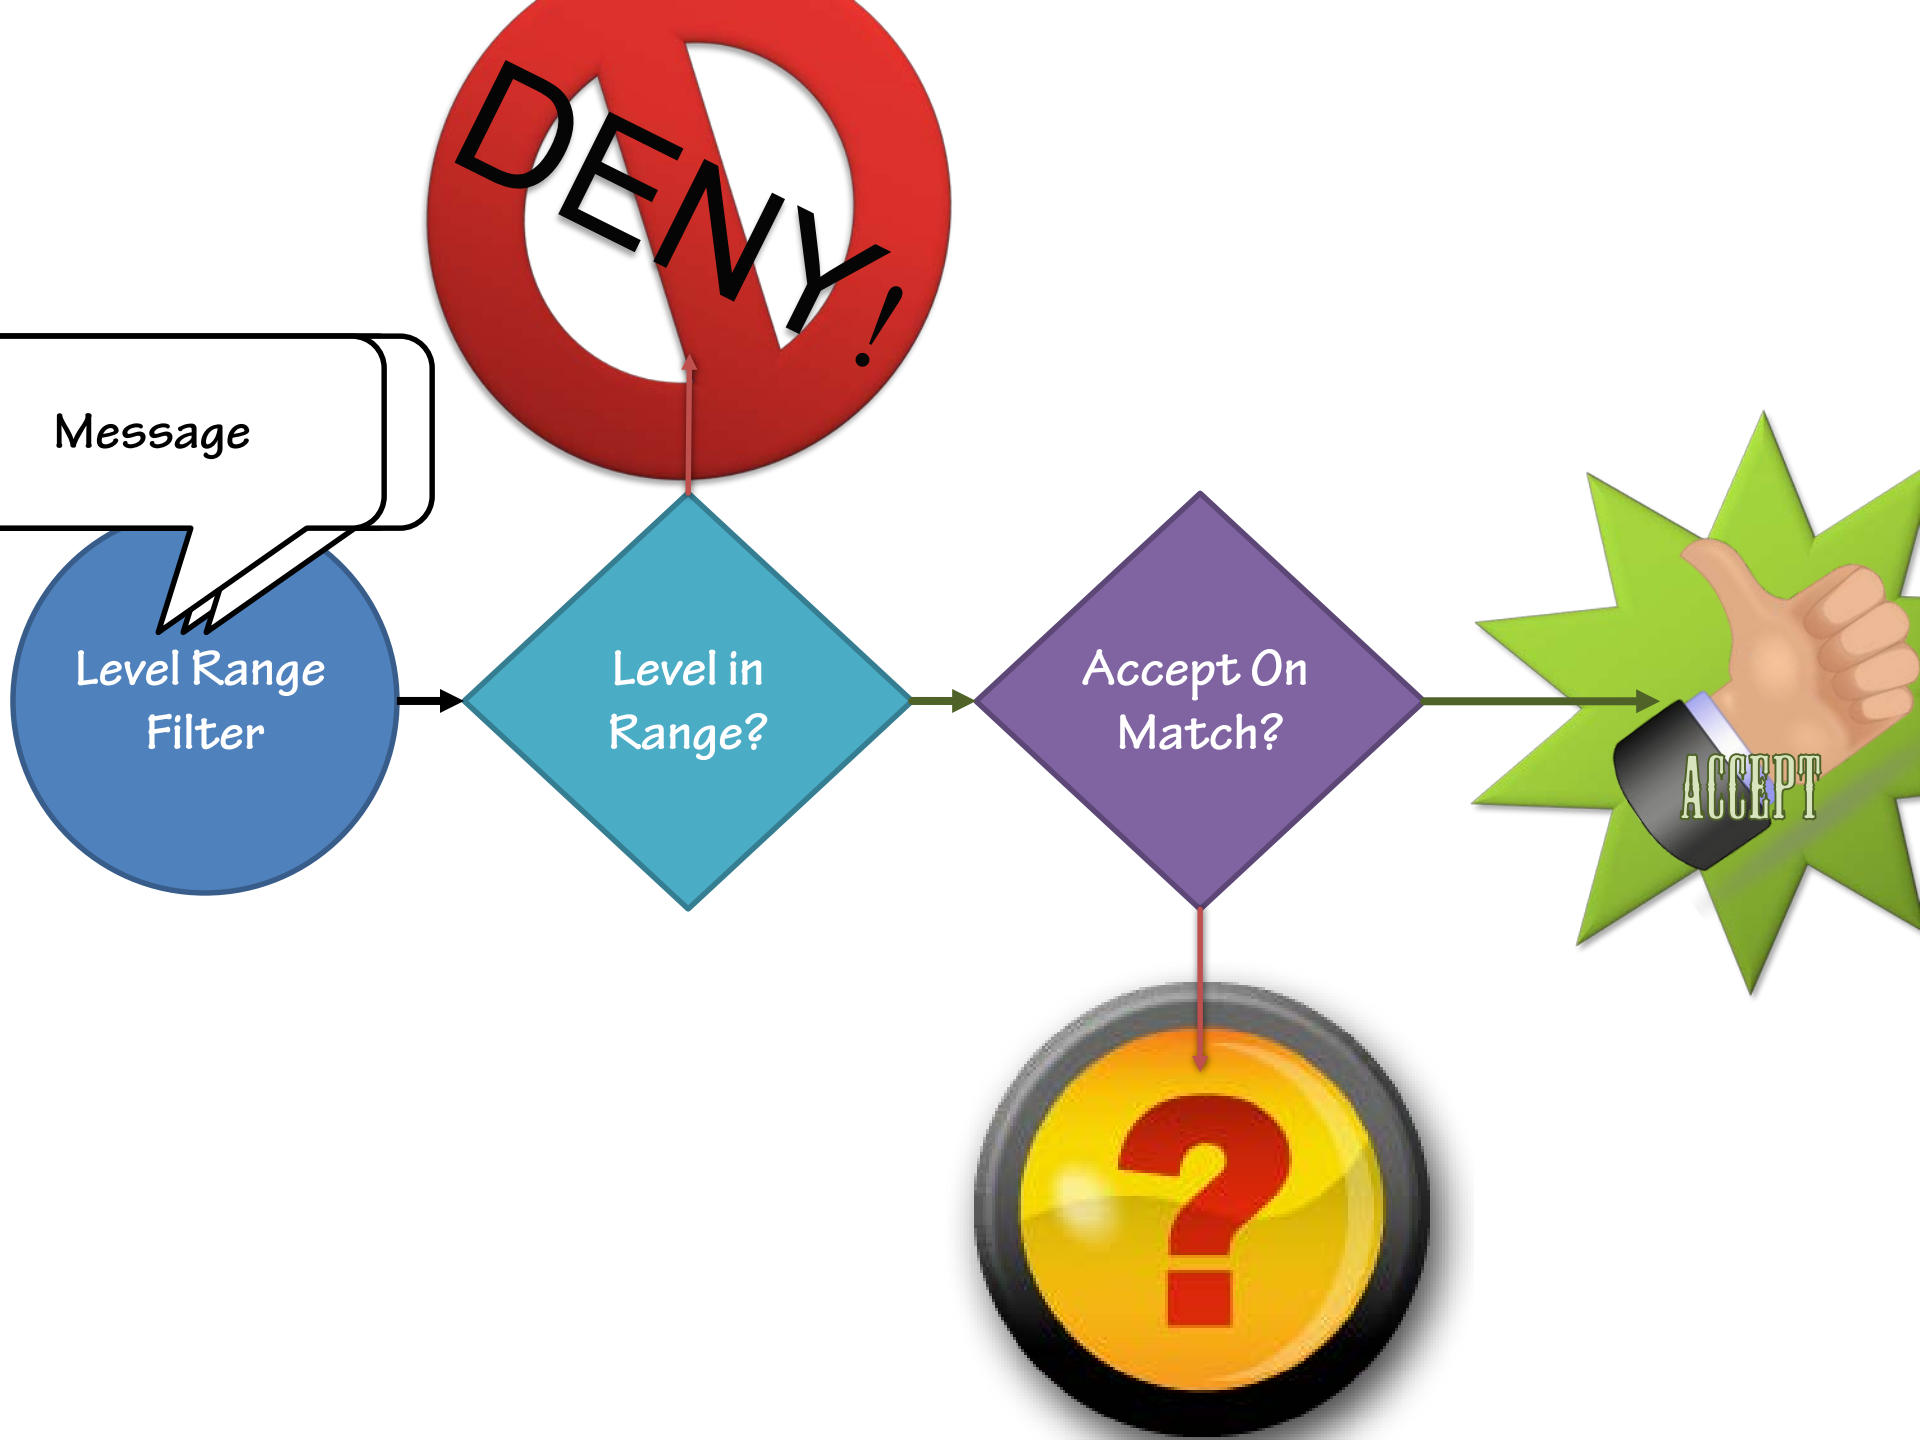 DENY!
Message
Level Range
Filter
Level in
Range?
Accept On
Match?
ACCEPT
?